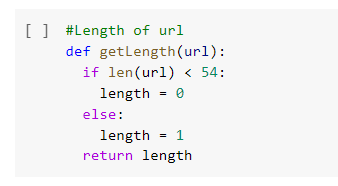 [ ] #Length of url
def getLength(url):
  if len(url) < 54:
    length = 0
  else:
    length = 1
  return length